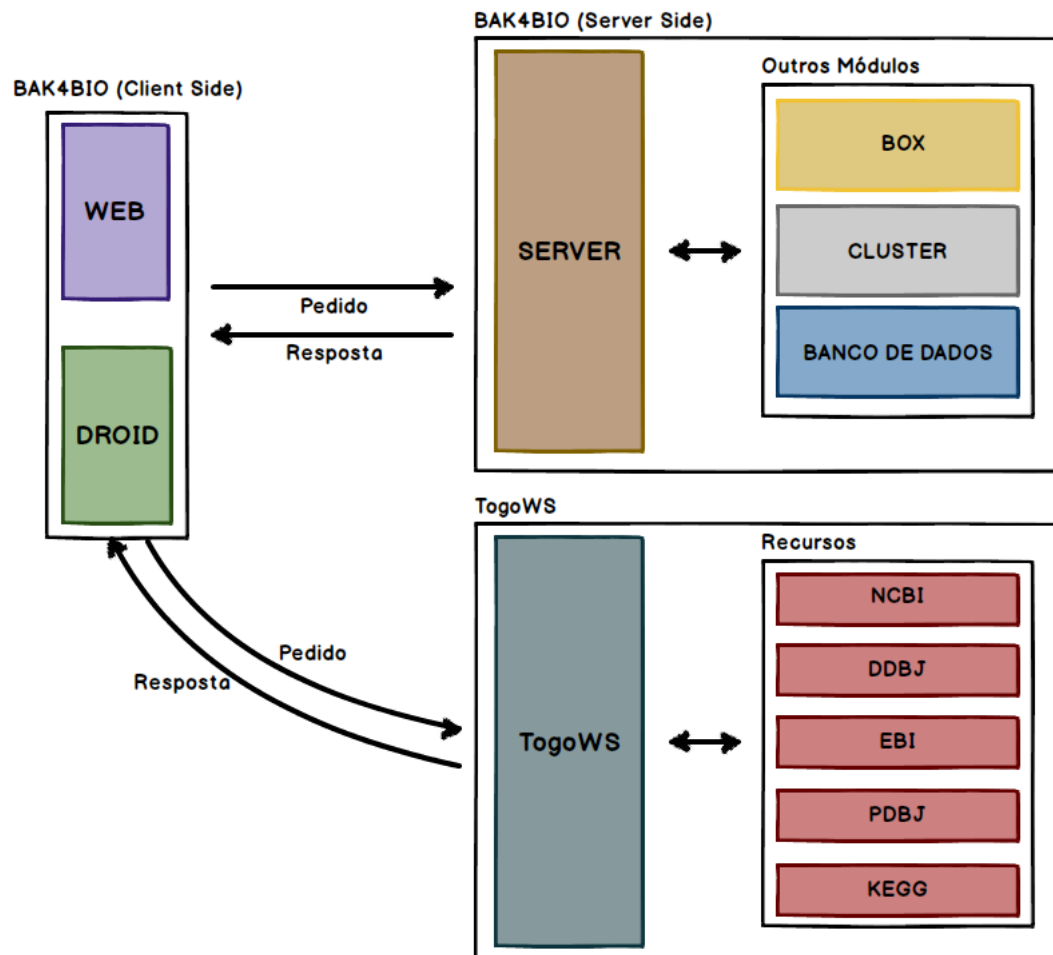 BAK4BIO (Client Side)
WEB
DROID
Pedido
Resposta
BAK4BIO (Server Side)
SERVER
Outros Módulos
BOX
CLUSTER
BANCO DE DADOS
Pedido
Resposta
TogoWS
TogoWS
Recursos
NCBI
DDBJ
EBI
PDBJ
KEGG